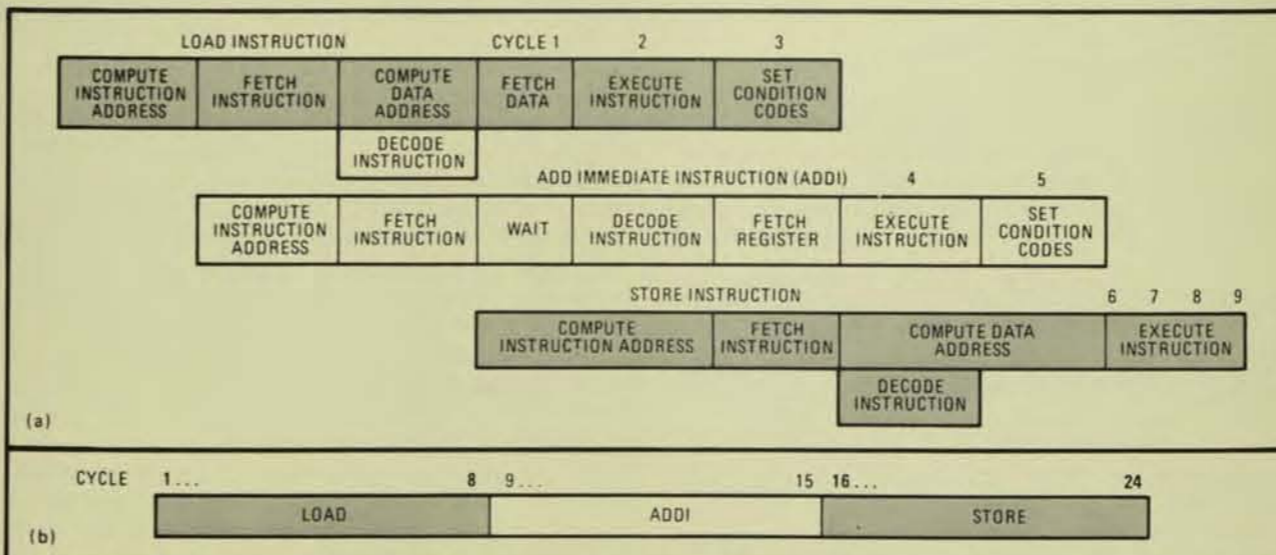 LOAD INSTRUCTION CYCLE 1 2 3
COMPUTE INSTRUCTION ADDRESS
FETCH INSTRUCTION
COMPUTE DATA ADDRESS
FETCH DATA
EXECUTE INSTRUCTION
SET CONDITION CODES
DECODE INSTRUCTION
ADD IMMEDIATE INSTRUCTION (ADDI) 4 5
COMPUTE INSTRUCTION ADDRESS
FETCH INSTRUCTION
WAIT
DECODE INSTRUCTION
FETCH REGISTER
EXECUTE INSTRUCTION
SET CONDITION CODES
STORE INSTRUCTION 6 7 8 9
COMPUTE INSTRUCTION ADDRESS
FETCH INSTRUCTION
COMPUTE DATA ADDRESS
EXECUTE INSTRUCTION
DECODE INSTRUCTION
(a)
CYCLE 1... 8 9... 15 16... 24
LOAD ADDI STORE
(b)